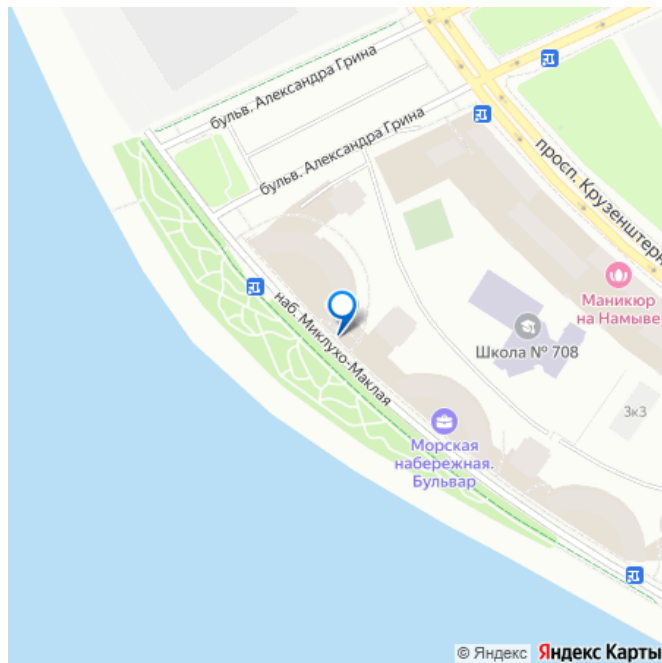 бульв. Александра Грина
бульв. Александра Грина
просп. Крузенштерн
Маникюр
на Намыве
наб. Миклухо-Маклая
Школа № 708
3к3
Морская
набережная.
Бульвар
© Яндекс Яндекс Карты